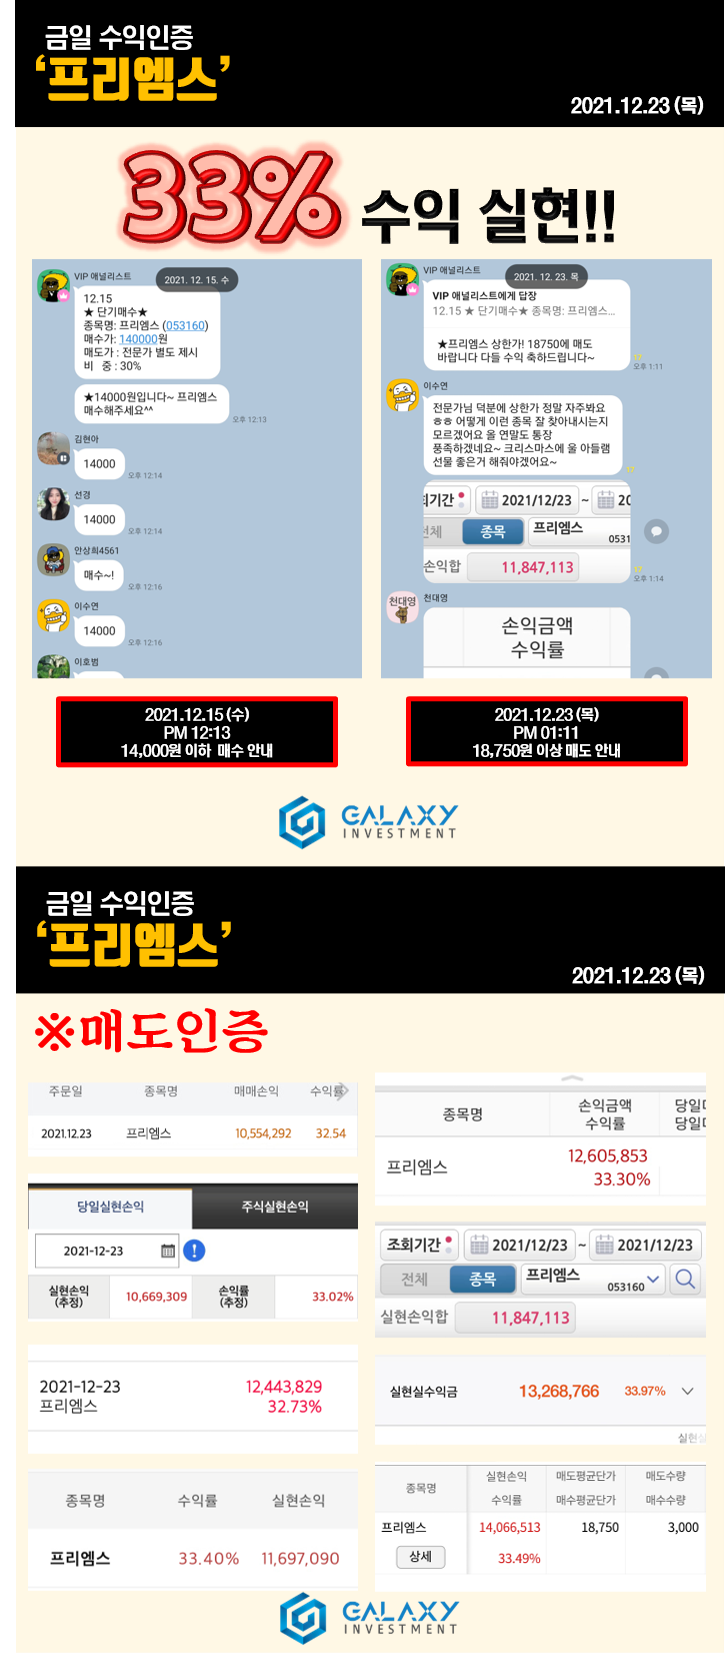 금일 수익인증
‘프리엠스’
2021.12.23 (목)
33% 수익 실현!!
VIP 애널리스트
2021. 12. 15. 수
12.15
★ 단기매수★
종목명: 프리엠스 (053160)
매수가: 140000원
매도가 : 전문가 별도 제시
비 중 : 30%
★14000원입니다~ 프리엠스
매수해주세요^^
오후 12:13
김현아
14000
오후 12:14
선경
14000
오후 12:14
안상희4561
매수~!
오후 12:16
이수연
14000
오후 12:16
이호범
VIP 애널리스트
2021. 12. 23. 목
VIP 애널리스트에게 답장
12.15 ★ 단기매수★ 종목명: 프리엠스...
★프리엠스 상한가! 18750에 매도
바랍니다 다들 수익 축하드립니다~
17
오후 1:11
이수연
전문가님 덕분에 상한가 정말 자주봐요
ㅎㅎ 어떻게 이런 종목 잘 찾아내시는지
모르겠어요 올 연말도 통장
풍족하겠네요~ 크리스마스에 울 아들램
선물 좋은거 해줘야겠어요~
17
회기간 2021/12/23 ~ 20
전체 종목 프리엠스 0531
손익합 11,847,113
17
오후 1:14
천대영
천대영
손익금액
수익률
2021.12.15 (수)
PM 12:13
14,000원 이하 매수 안내
2021.12.23 (목)
PM 01:11
18,750원 이상 매도 안내
GALAXY
INVESTMENT
금일 수익인증
‘프리엠스’
2021.12.23 (목)
※매도인증
주문일 종목명 매매손익 수익률
2021.12.23 프리엠스 10,554,292 32.54
당일실현손익 주식실현손익
2021-12-23
실현손익
(추정)
10,669,309
손익률
(추정)
33.02%
2021-12-23 12,443,829
프리엠스 32.73%
종목명 수익률 실현손익
프리엠스 33.40% 11,697,090
종목명
손익금액
수익률
프리엠스
12,605,853
33.30%
조회기간 2021/12/23 ~ 2021/12/23
전체 종목 프리엠스 053160
실현손익합 11,847,113
실현실수익금 13,268,766 33.97%
종목명
실현손익 매도평균단가 매도수량
수익률 매수평균단가 매수수량
프리엠스 14,066,513 18,750 3,000
상세 33.49%
GALAXY
INVESTMENT